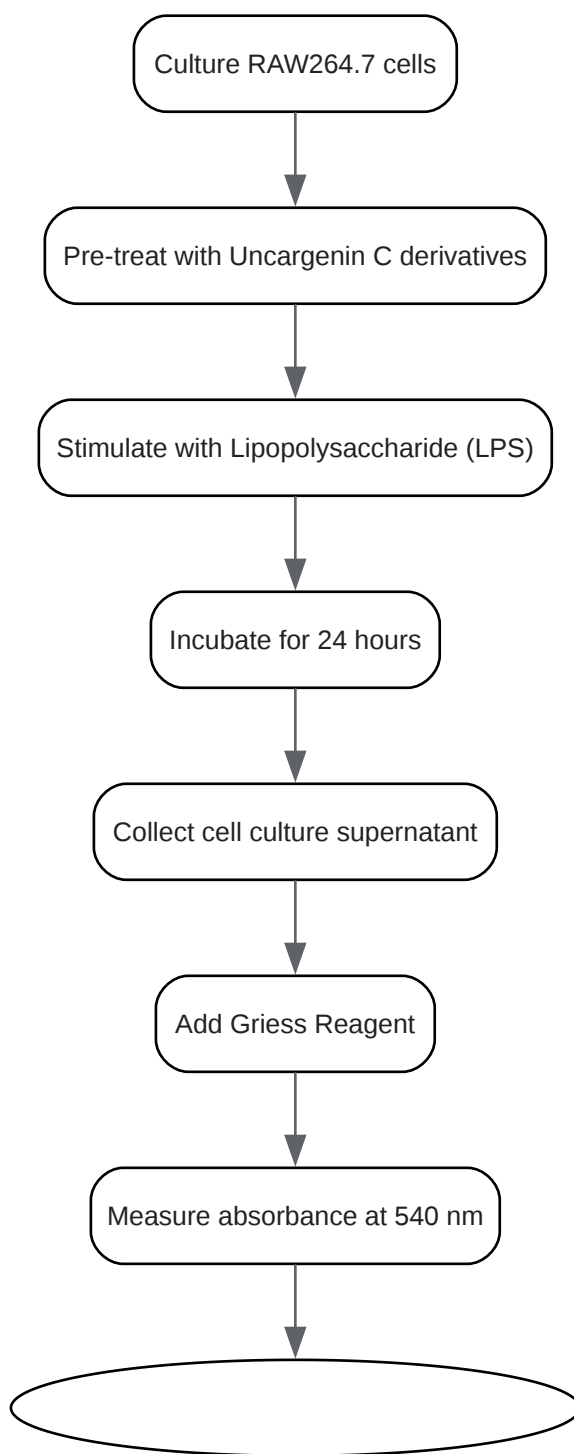 Culture RAW264.7 cells
Pre-treat with Uncargenin C derivatives
Stimulate with Lipopolysaccharide (LPS)
Incubate for 24 hours
Collect cell culture supernatant
Add Griess Reagent
Measure absorbance at 540 nm